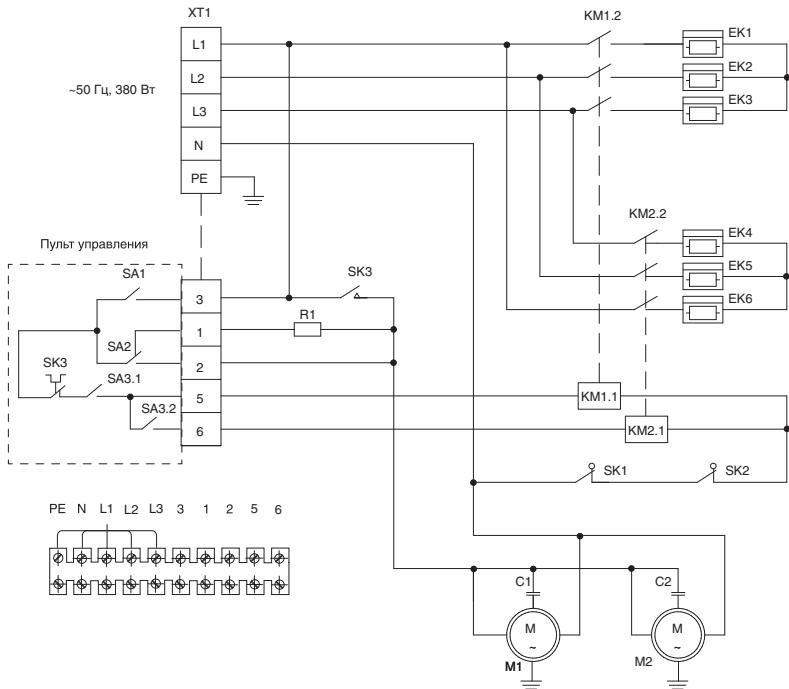 XT1
KM1.2
L1
EK1
L2
EK2
~50 Гц, 380 Вт
L3
EK3
N
PE
KM2.2
Пульт управления
EK4
SA1
SK3
EK5
3
EK6
R1
1
SA2
SK3
2
SA3.1
5
KM1.1
SA3.2
6
KM2.1
SK1
SK2
PE N L1 L2 L3 3 1 2 5 6
C1
C2
M
~
M
~
M1
M2